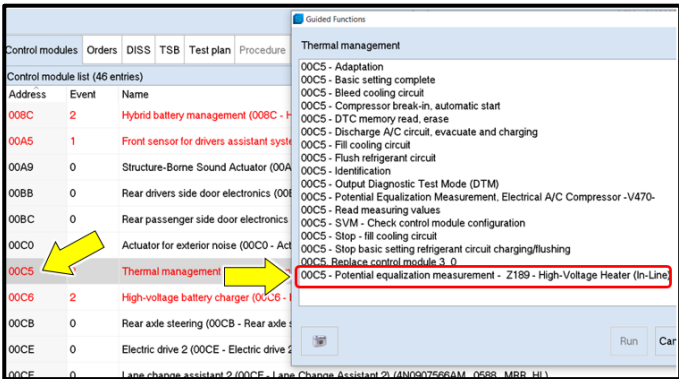 Control modules Orders DISS TSB Test plan Procedure
Control module list (46 entries)
Address Event Name
008C 2 Hybrid battery management (008C - H
00A5 1 Front sensor for drivers assistant syste
00A9 0 Structure-Borne Sound Actuator (00A
00BB 0 Rear drivers side door electronics (00B
00BC 0 Rear passenger side door electronics
00C0 Actuator for exterior noise (00C0 - Act
00C5 Thermal management
00C6 2 High-voltage battery charger (00C6 -
00CB 0 Rear axle steering (00CB - Rear axle s
00CE 0 Electric drive 2 (00CE - Electric drive 2
00CF 0 Lane change assistant 2 (00CF - Lane Change Assistant 2) (4N0907566AM 0588 MRR_HL)
Guided Functions
Thermal management
00C5 - Adaptation
00C5 - Basic setting complete
00C5 - Bleed cooling circuit
00C5 - Compressor break-in, automatic start
00C5 - DTC memory read, erase
00C5 - Discharge A/C circuit, evacuate and charging
00C5 - Fill cooling circuit
00C5 - Flush refrigerant circuit
00C5 - Identification
00C5 - Output Diagnostic Test Mode (DTM)
00C5 - Potential Equalization Measurement, Electrical A/C Compressor -V470-
00C5 - Read measuring values
00C5 - SVM - Check control module configuration
00C5 - Stop - fill cooling circuit
00C5 - Stop basic setting refrigerant circuit charging/flushing
00C5, Replace control module 3_0
00C5 - Potential equalization measurement - Z189 - High-Voltage Heater (In-Line)
Run Can